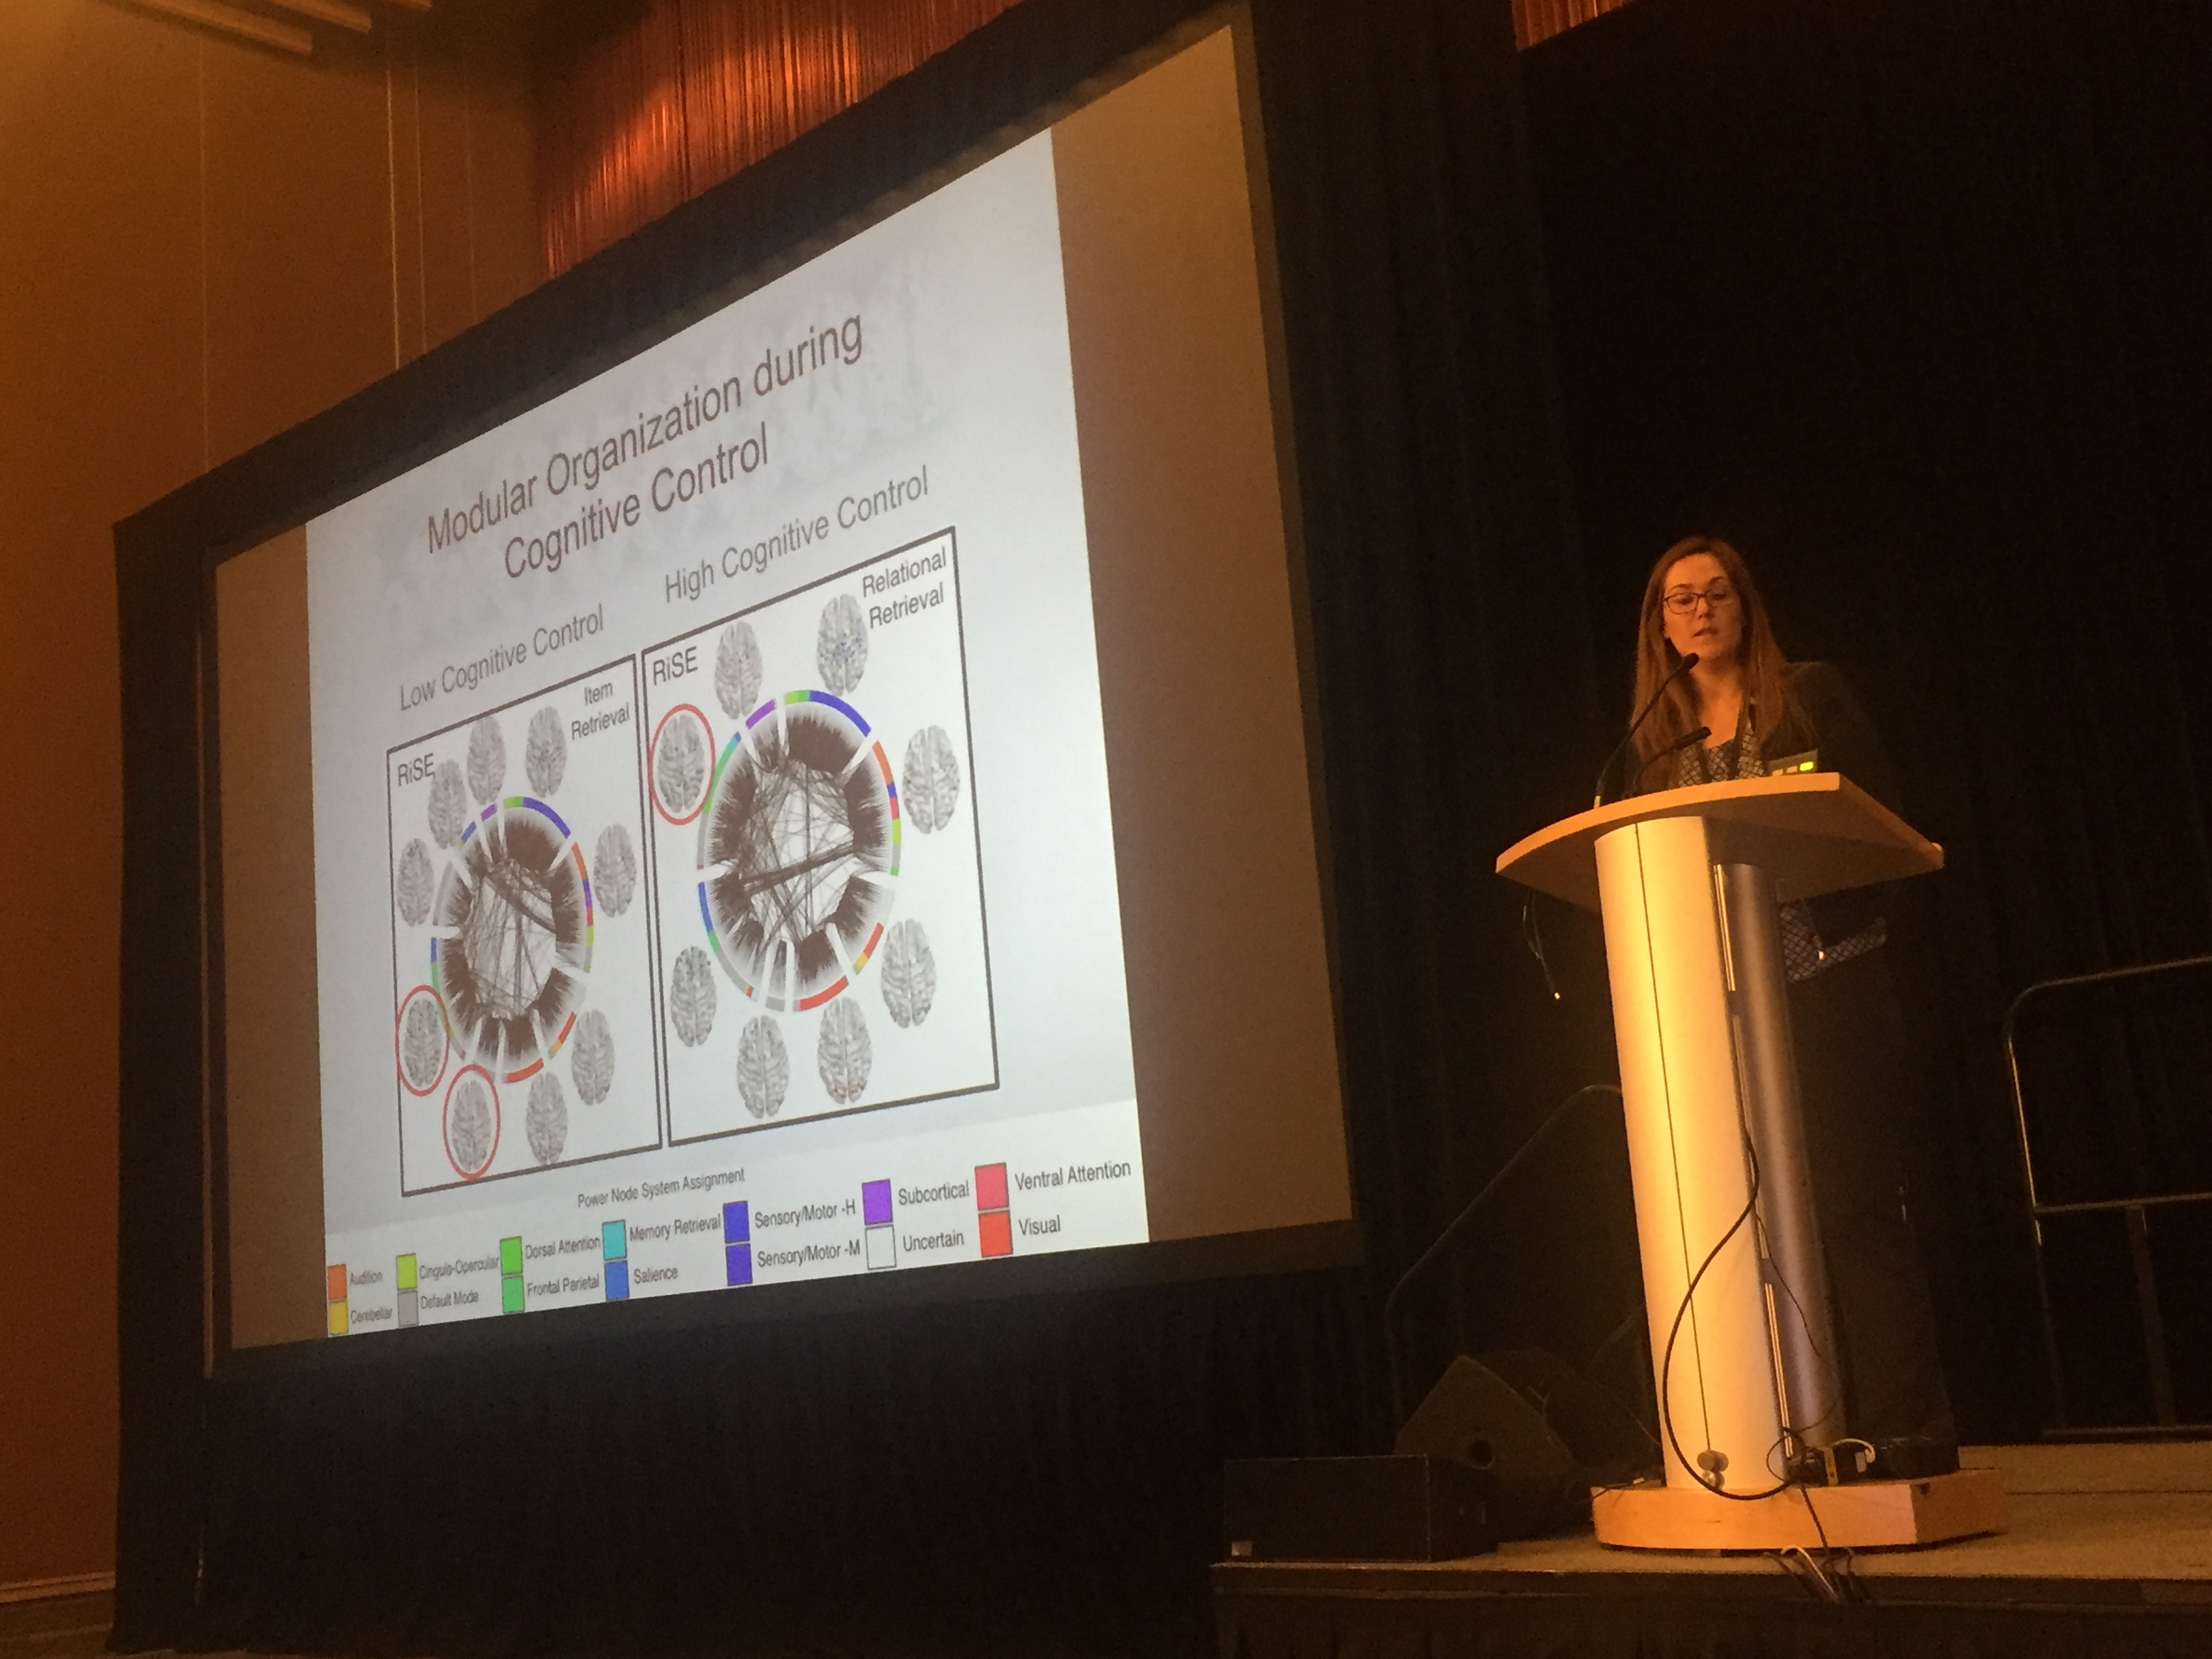 Modular Organization during
Cognitive Control
Low Cognitive Control
High Cognitive Control
RiSE
Item
Retrieval
RiSE
Relational
Retrieval
Power Node System Assignment
Audition
Cerebellar
Cingulo-Opercular
Default Mode
Dorsal Attention
Frontal Parietal
Memory Retrieval
Salience
Sensory/Motor -H
Sensory/Motor -M
Subcortical
Uncertain
Ventral Attention
Visual